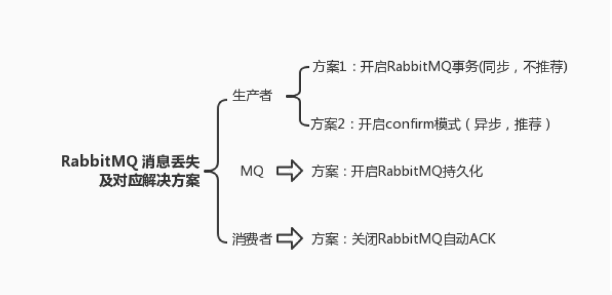 RabbitMQ 消息丢失
及对应解决方案
生产者
方案1：开启RabbitMQ事务(同步，不推荐)
方案2：开启confirm模式（异步，推荐）
MQ
方案：开启RabbitMQ持久化
消费者
方案：关闭RabbitMQ自动ACK